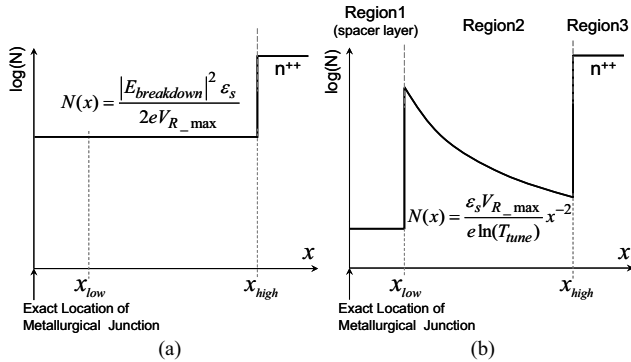 log(N)
n++
N(x) = |E_breakdown|^2 ε_s / 2eV_R_max
x
x_low
x_high
Exact Location of
Metallurgical Junction
(a)
Region1
(spacer layer)
Region2
Region3
log(N)
n++
N(x) = ε_s V_R_max / e ln(T_tune) x^-2
x
x_low
x_high
Exact Location of
Metallurgical Junction
(b)